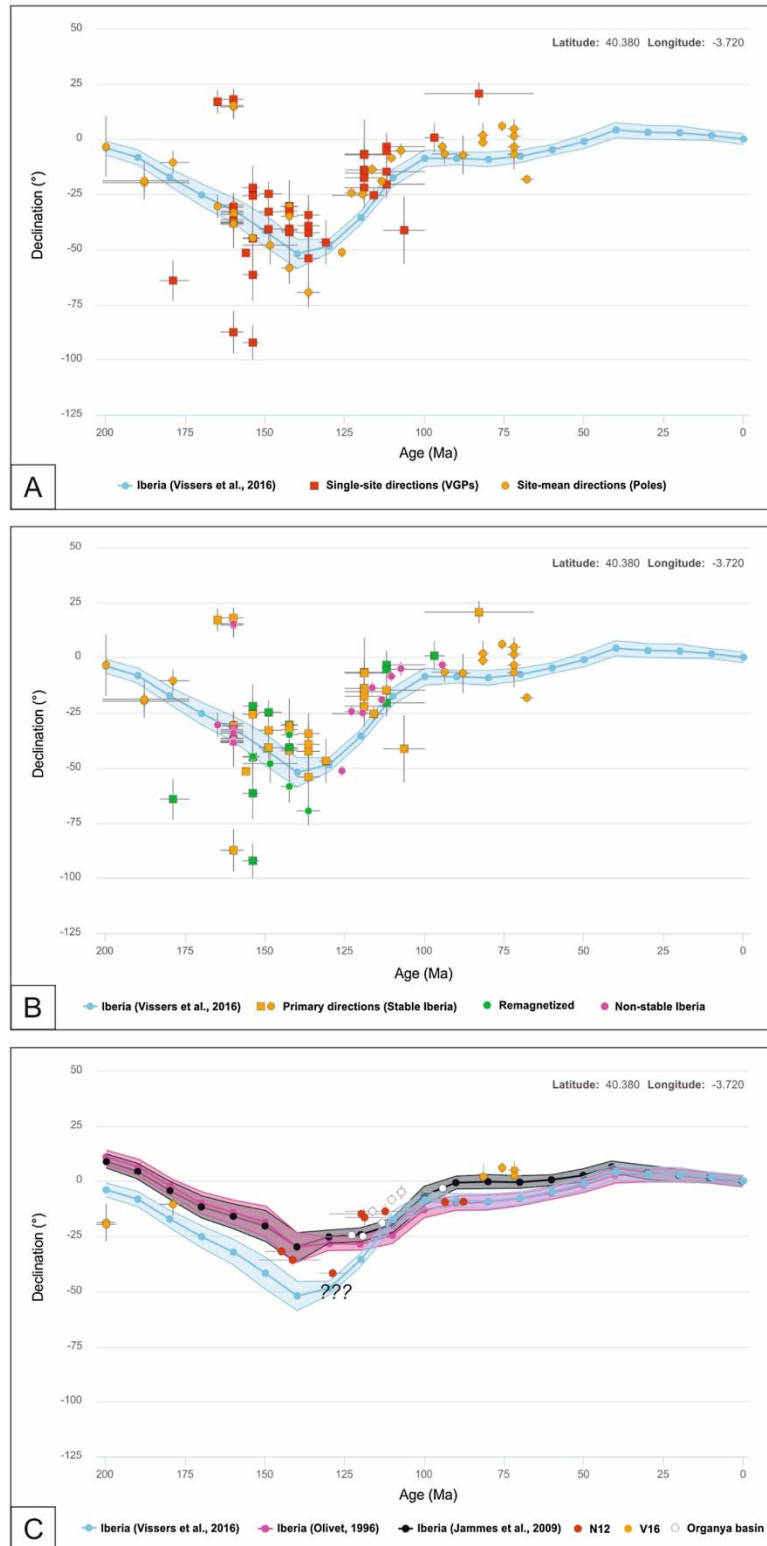 50
Latitude: 40.380 Longitude: -3.720
25
0
-25
-50
-75
-100
-125
Declination (°)
200 175 150 125 100 75 50 25 0
Age (Ma)
A
Iberia (Vissers et al., 2016) Single-site directions (VGPs) Site-mean directions (Poles)
50
Latitude: 40.380 Longitude: -3.720
25
0
-25
-50
-75
-100
-125
Declination (°)
200 175 150 125 100 75 50 25 0
Age (Ma)
B
Iberia (Vissers et al., 2016) Primary directions (Stable Iberia) Remagnetized Non-stable Iberia
50
Latitude: 40.380 Longitude: -3.720
25
0
-25
-50
???
-75
-100
-125
Declination (°)
200 175 150 125 100 75 50 25 0
Age (Ma)
C
Iberia (Vissers et al., 2016) Iberia (Olivet, 1996) Iberia (Jammes et al., 2009) N12 V16 Organya basin